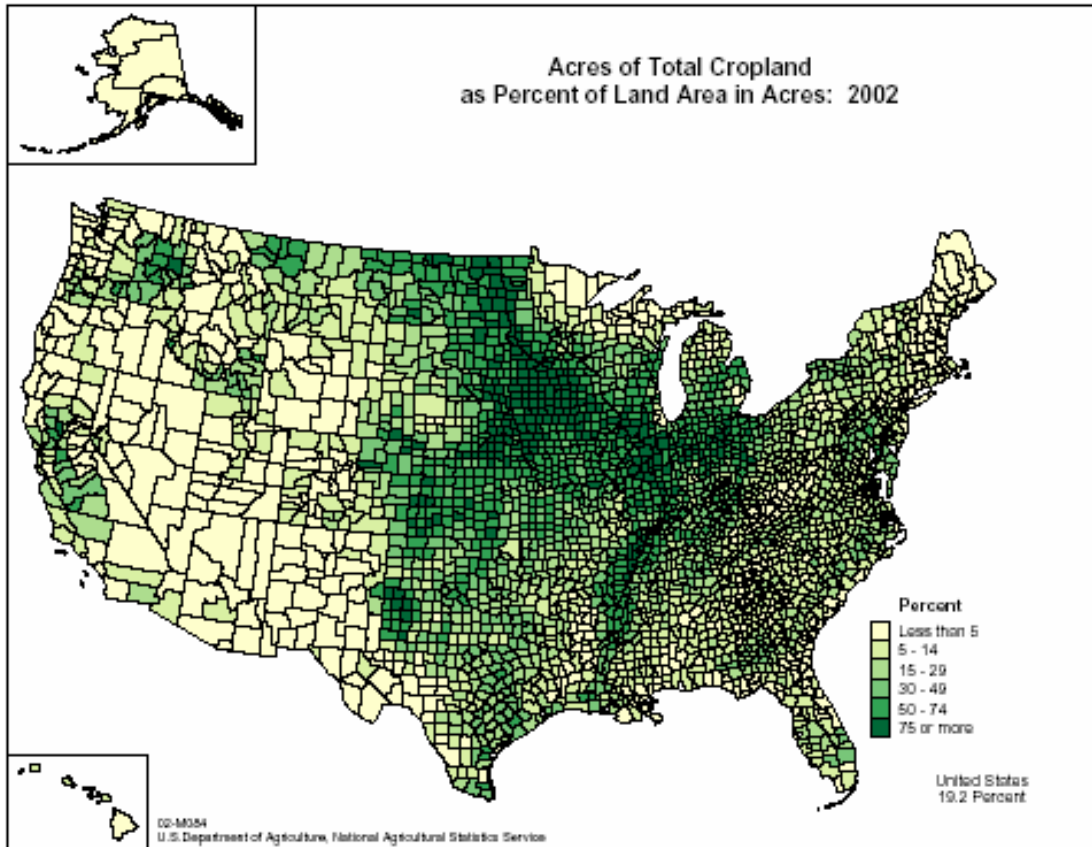 Acres of Total Cropland
as Percent of Land Area in Acres: 2002
Percent
Less than 5
5 - 14
15 - 29
30 - 49
50 - 74
75 or more
United States
19.2 Percent
02-M084
U.S.Department of Agriculture, National Agricultural Statistics Service